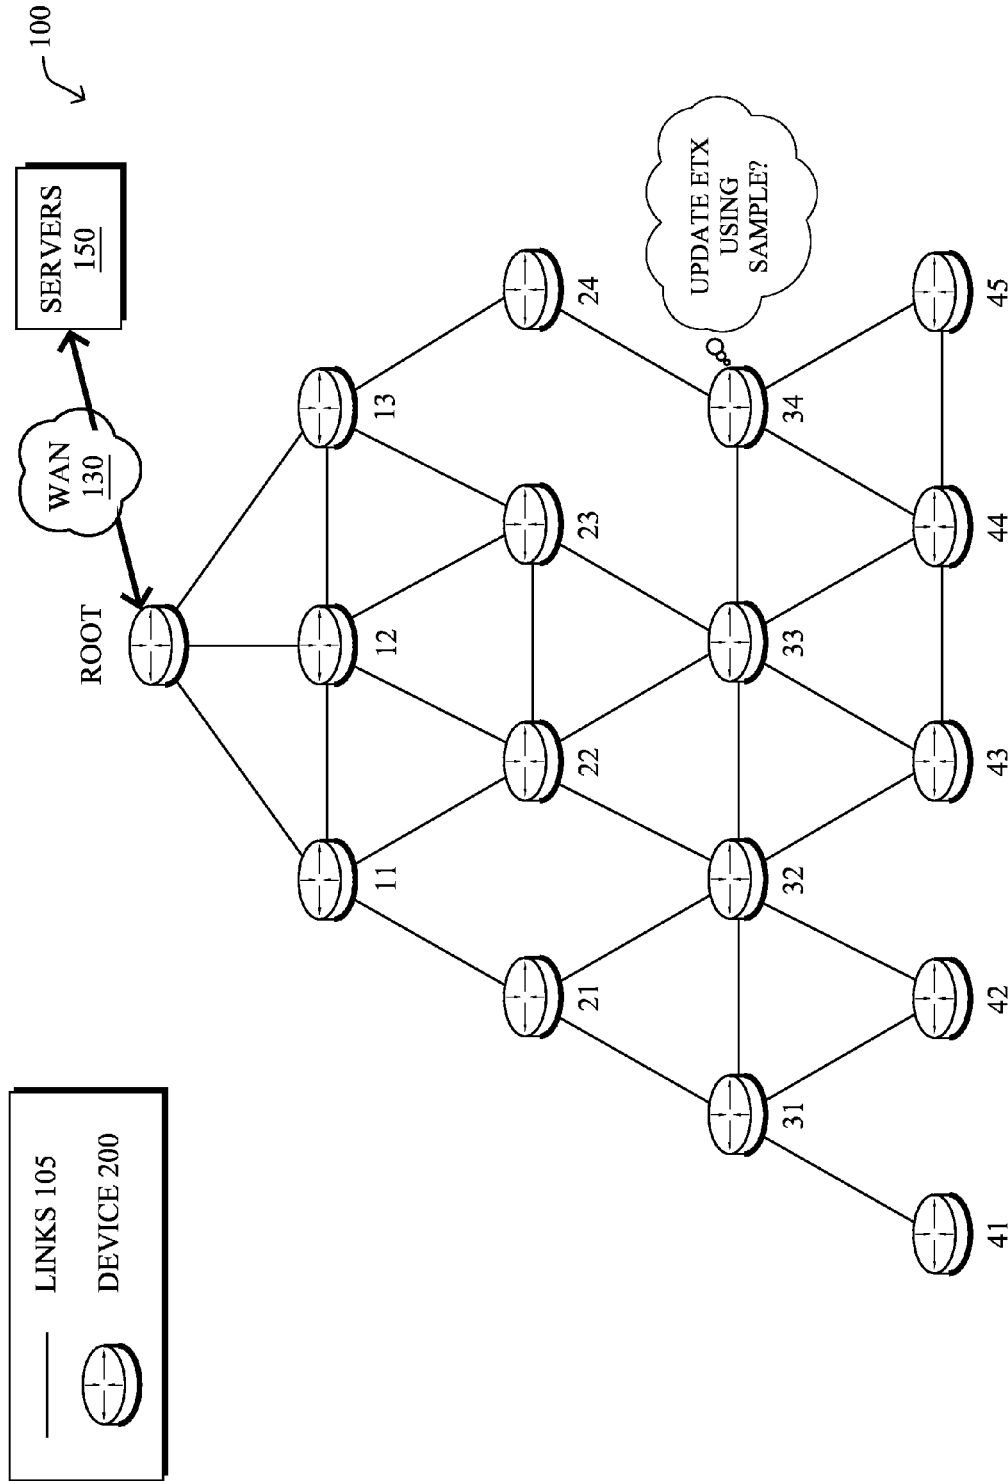 100
SERVERS
150
WAN
130
ROOT
LINKS 105
DEVICE 200
11
12
13
21
22
23
24
UPDATE ETX
USING
SAMPLE?
31
32
33
34
41
42
43
44
45